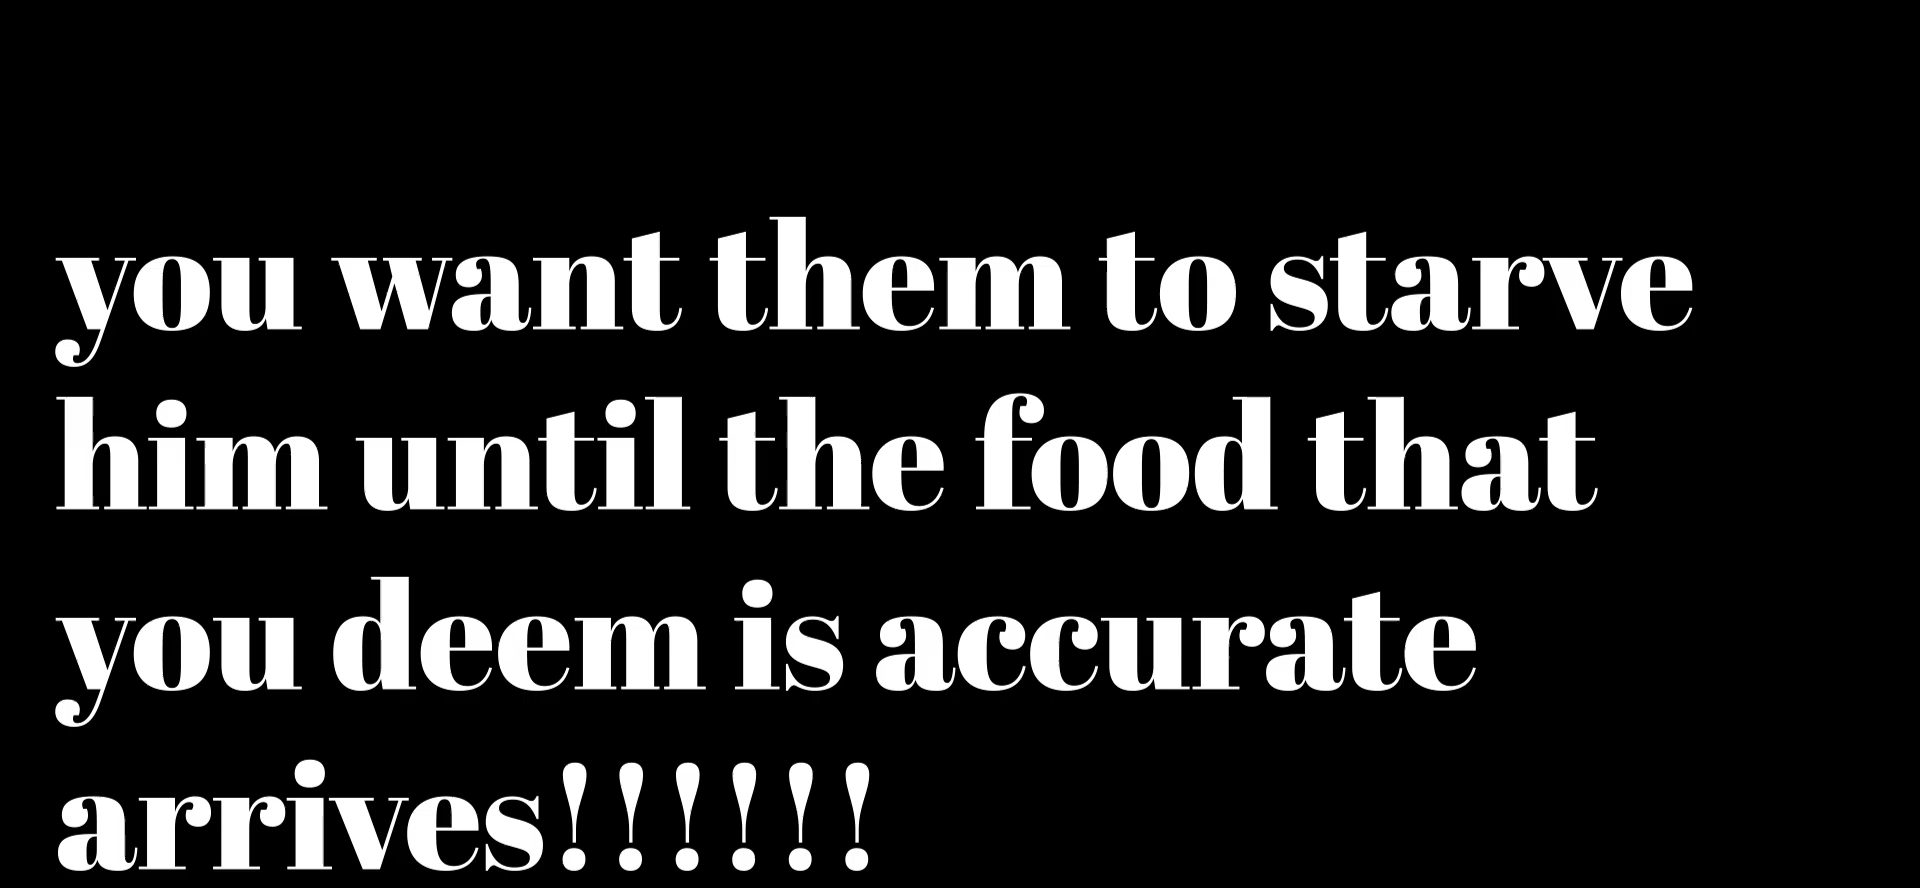 you want them to starve
him until the food that
you deem is accurate
arrives!!!!!!